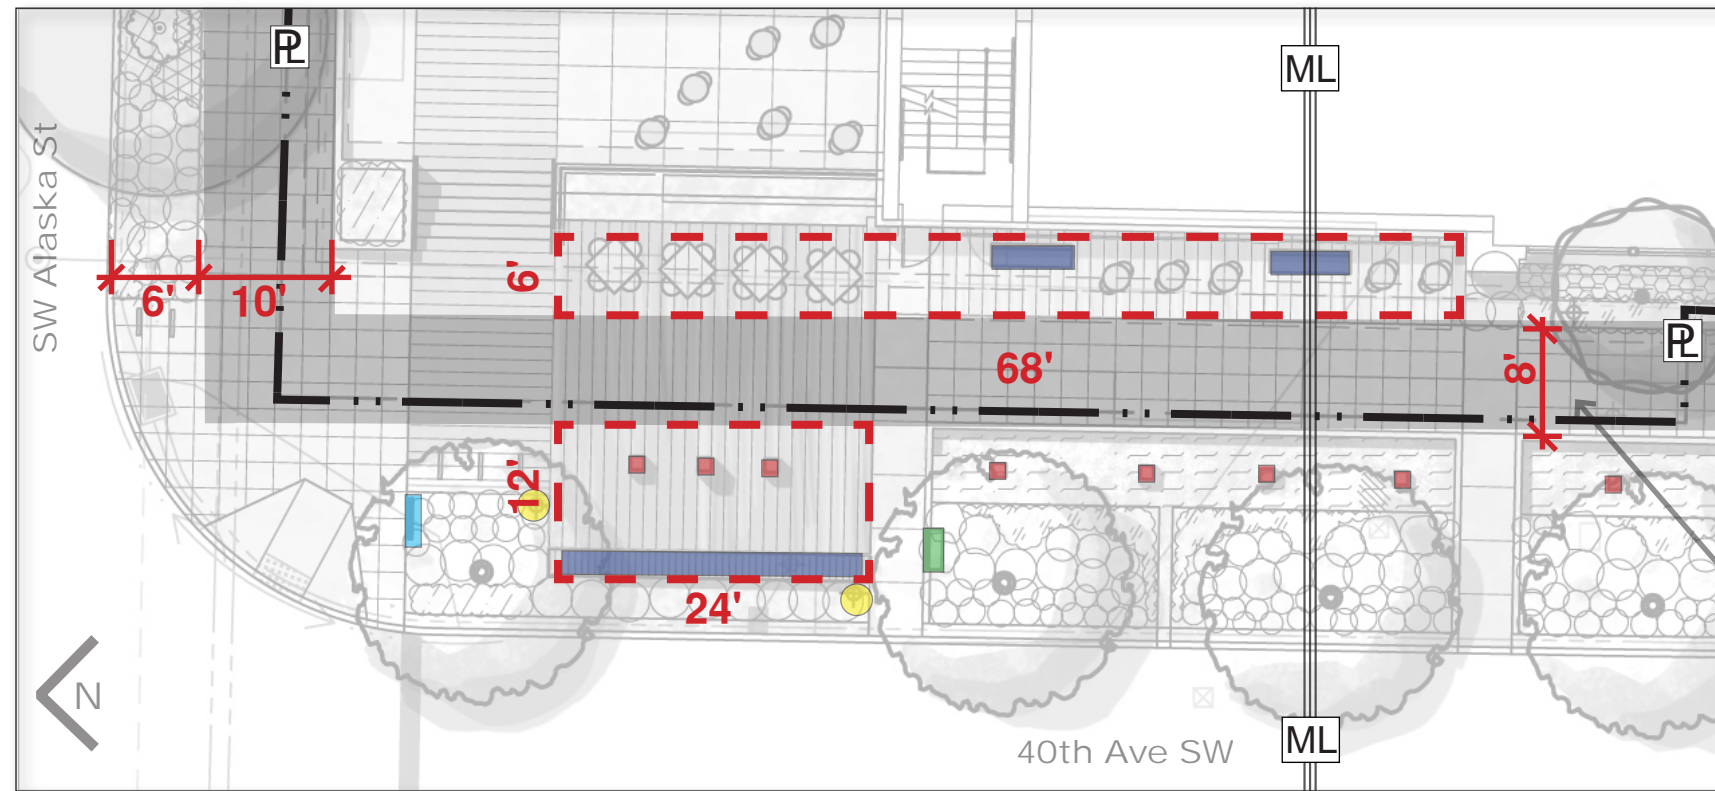 PL
ML
SW Alaska St
6'
10'
6'
68'
8'
PL
12'
24'
N
40th Ave SW
ML